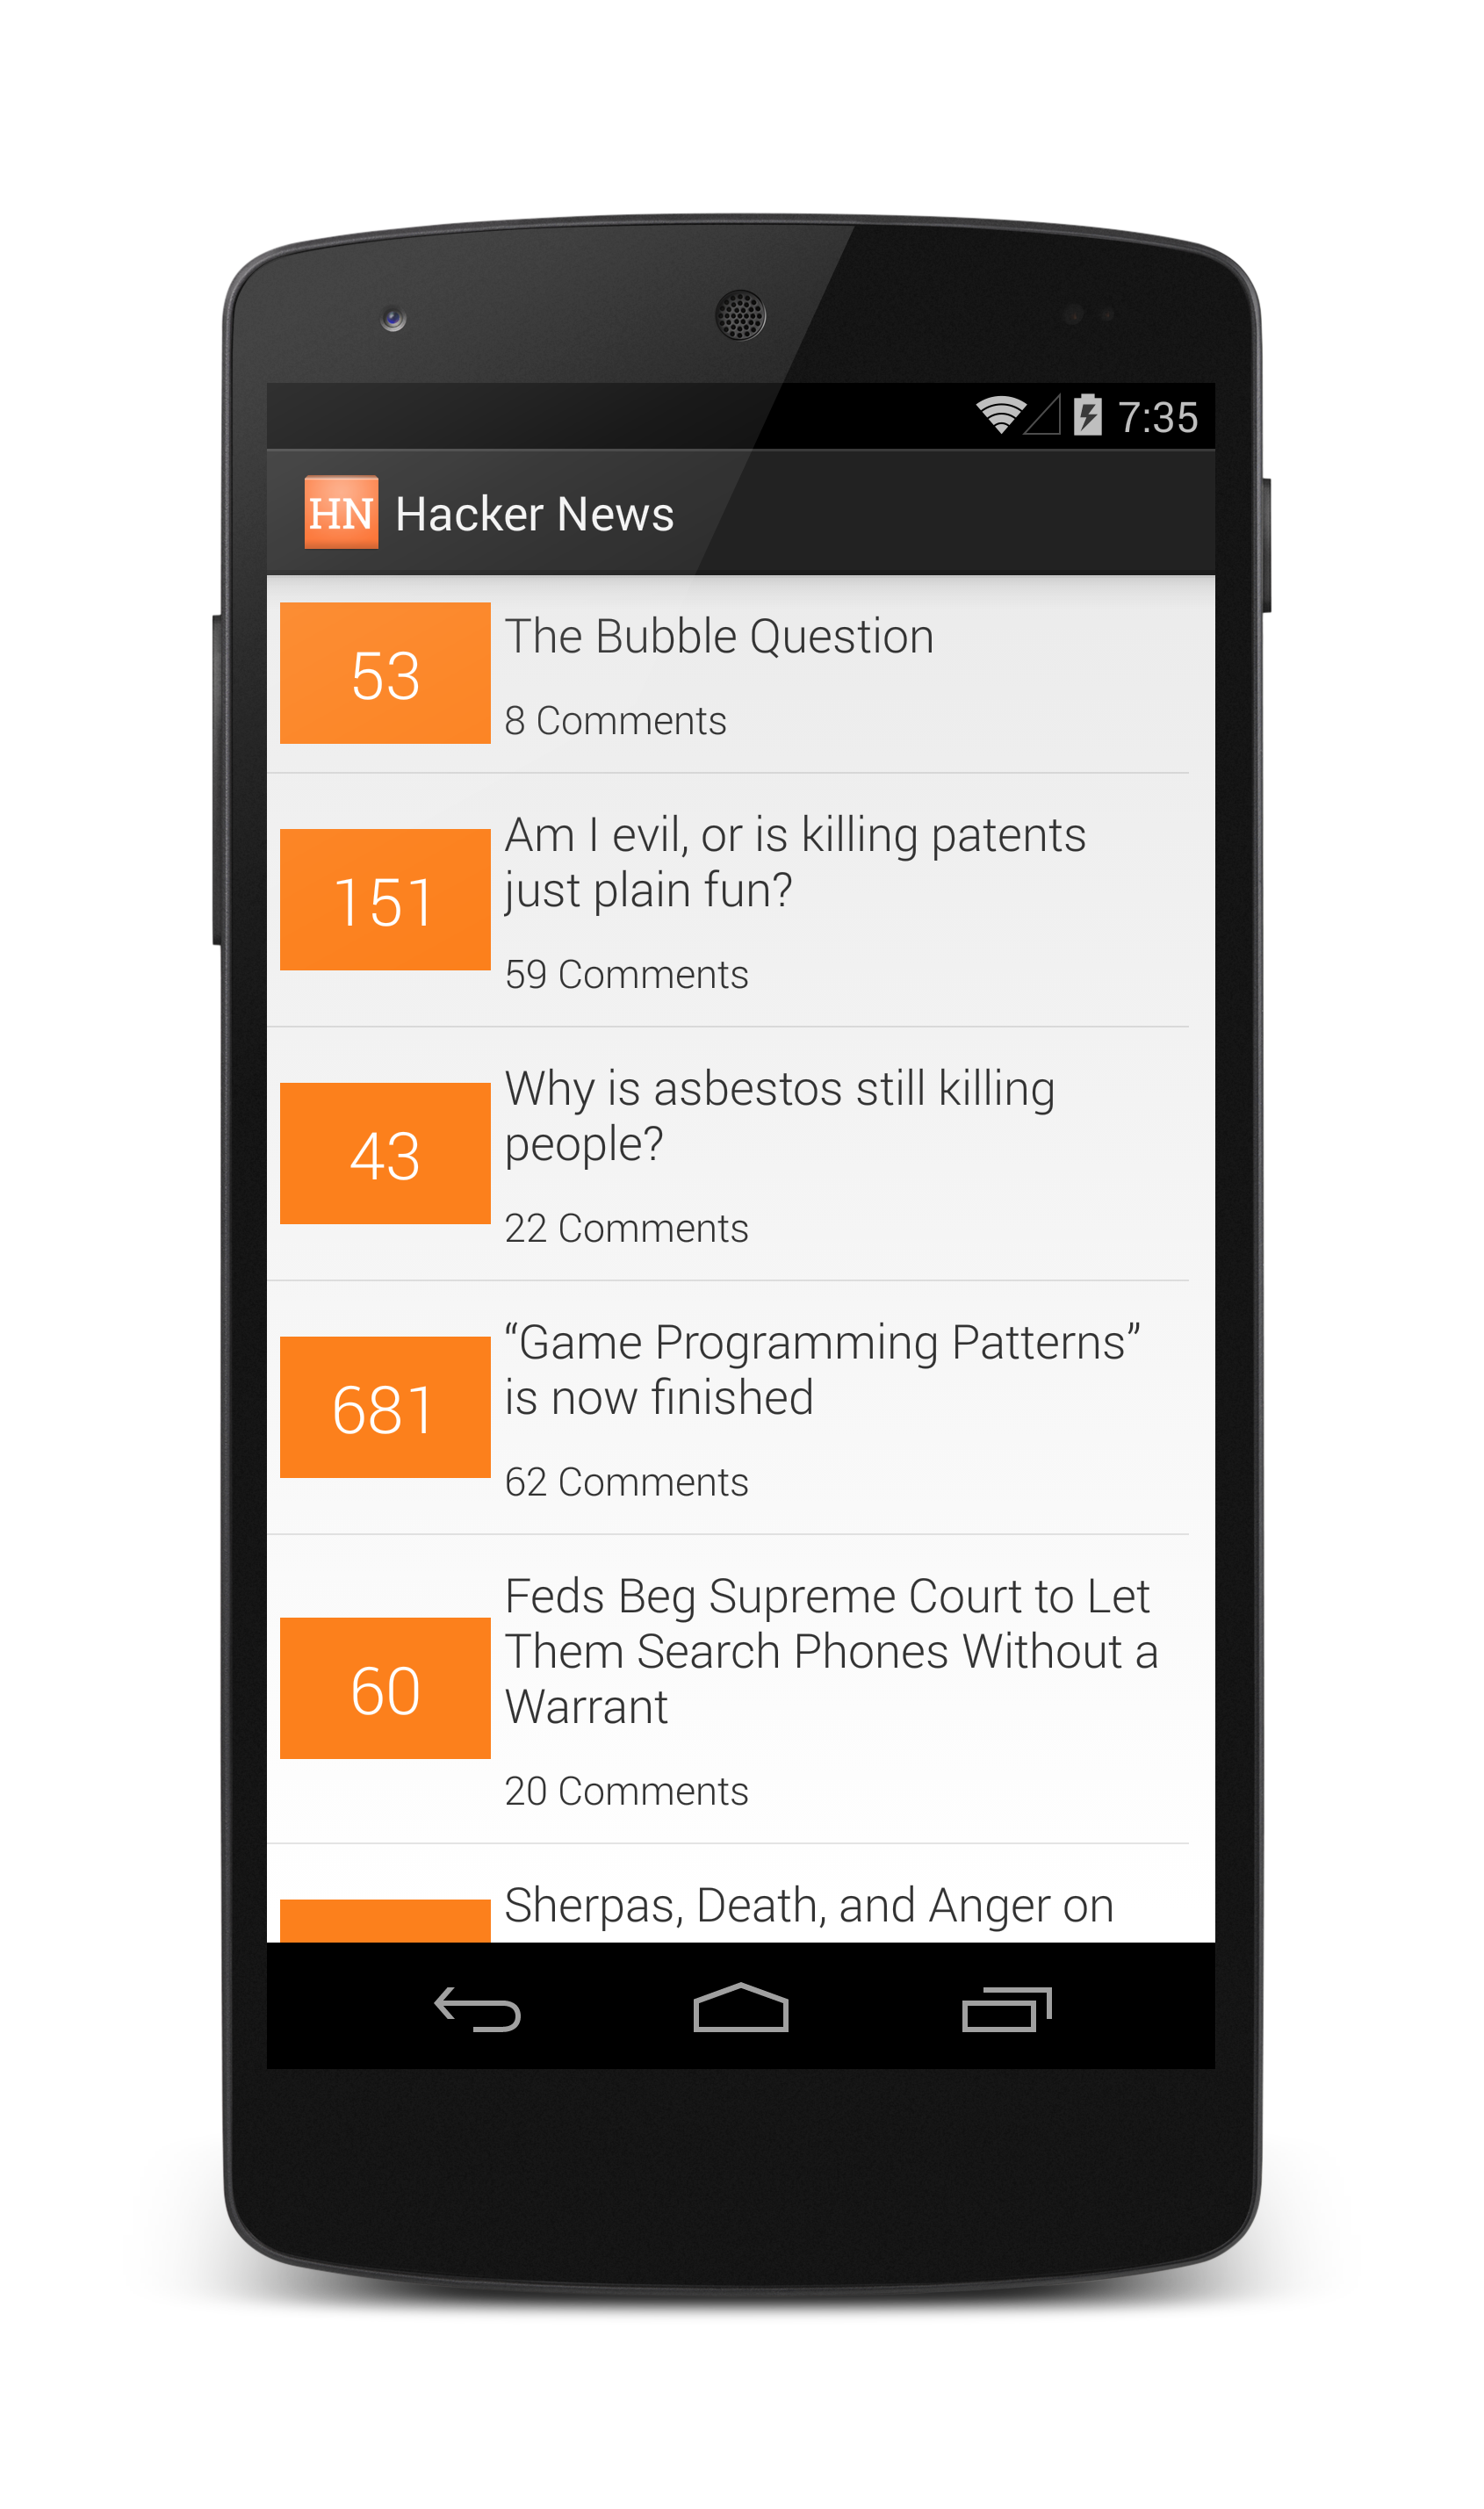 7:35
HN Hacker News
53
The Bubble Question
8 Comments
151
Am I evil, or is killing patents
just plain fun?
59 Comments
43
Why is asbestos still killing
people?
22 Comments
681
“Game Programming Patterns”
is now finished
62 Comments
60
Feds Beg Supreme Court to Let
Them Search Phones Without a
Warrant
20 Comments
Sherpas, Death, and Anger on